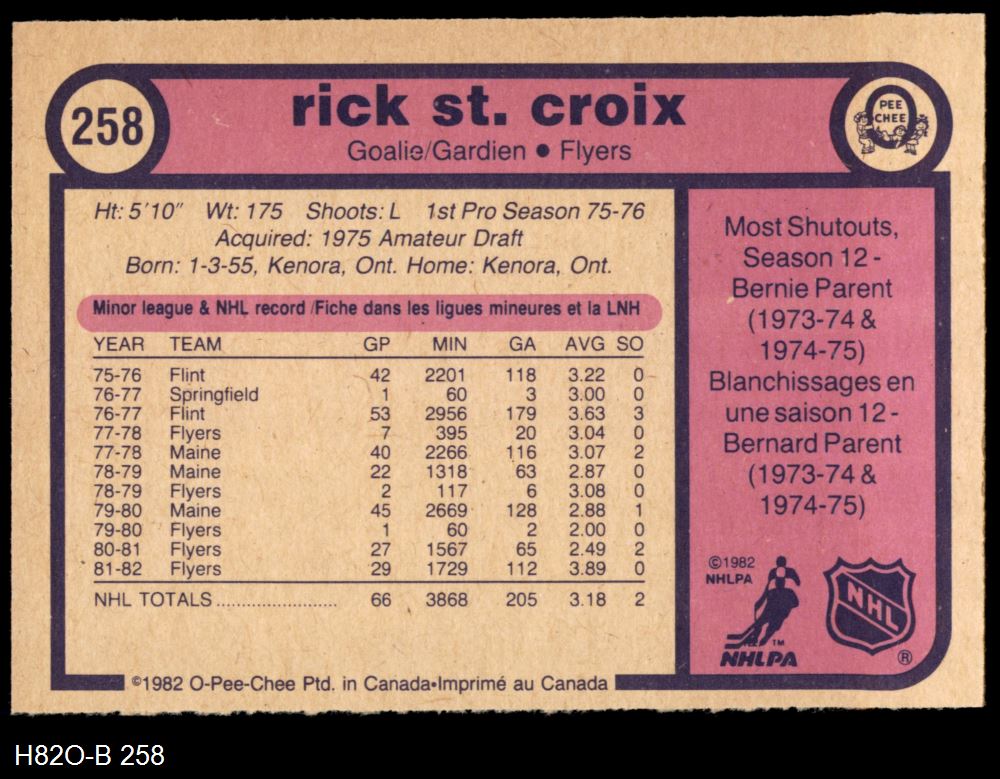 258
rick st. croix
Goalie/Gardien • Flyers
PEE
CHEE
Ht: 5'10" Wt: 175 Shoots: L 1st Pro Season 75-76
Acquired: 1975 Amateur Draft
Born: 1-3-55, Kenora, Ont. Home: Kenora, Ont.
Minor league & NHL record /Fiche dans les ligues mineures et la LNH
YEAR TEAM GP MIN GA AVG SO
75-76 Flint 42 2201 118 3.22 0
76-77 Springfield 1 60 3 3.00 0
76-77 Flint 53 2956 179 3.63 3
77-78 Flyers 7 395 20 3.04 0
77-78 Maine 40 2266 116 3.07 2
78-79 Maine 22 1318 63 2.87 0
78-79 Flyers 2 117 6 3.08 0
79-80 Maine 45 2669 128 2.88 1
79-80 Flyers 1 60 2 2.00 0
80-81 Flyers 27 1567 65 2.49 2
81-82 Flyers 29 1729 112 3.89 0
NHL TOTALS........................ 66 3868 205 3.18 2
Most Shutouts,
Season 12 -
Bernie Parent
(1973-74 &
1974-75)
Blanchissages en
une saison 12 -
Bernard Parent
(1973-74 &
1974-75)
©1982
NHLPA
TM
NHLPA
NHL
®
©1982 O-Pee-Chee Ptd. in Canada•Imprimé au Canada
H82O-B 258